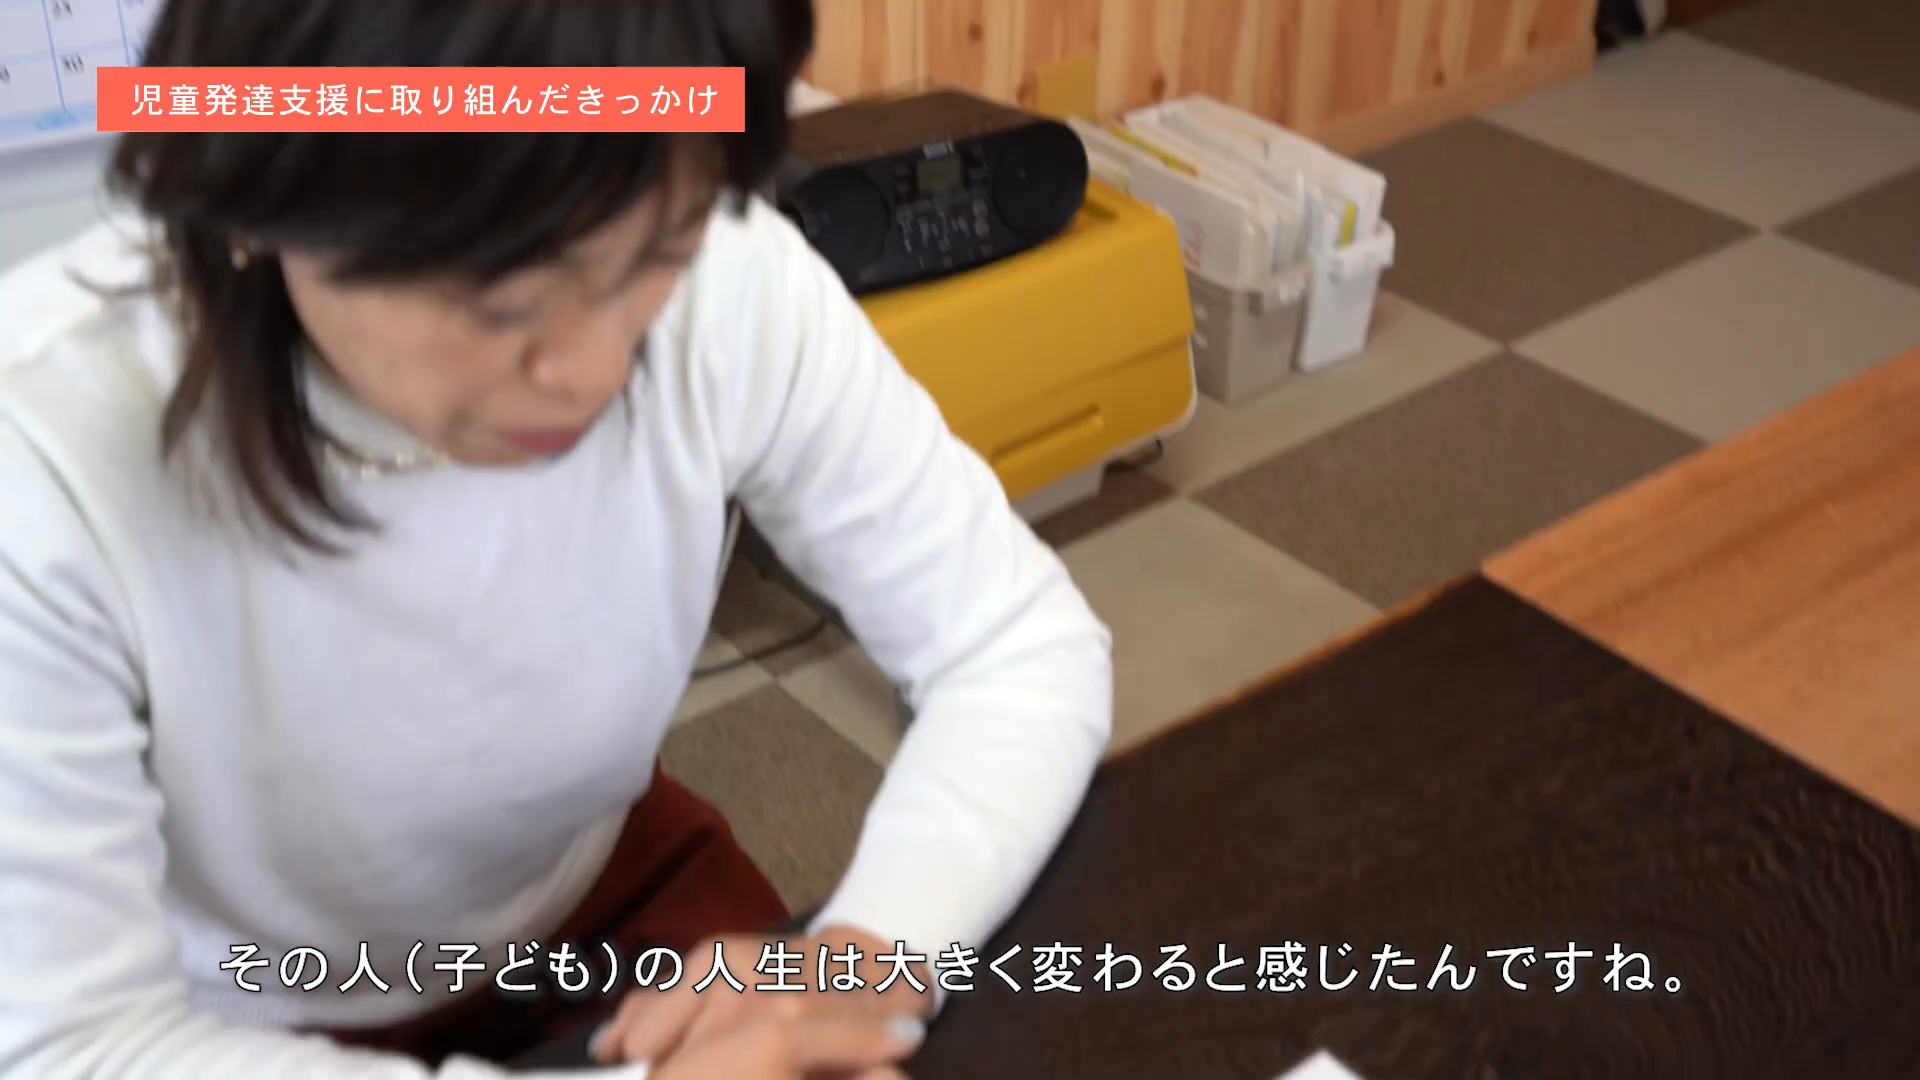 児童発達支援に取り組んだきっかけ
SONY
その人（子ども）の人生は大きく変わると感じたんですね。